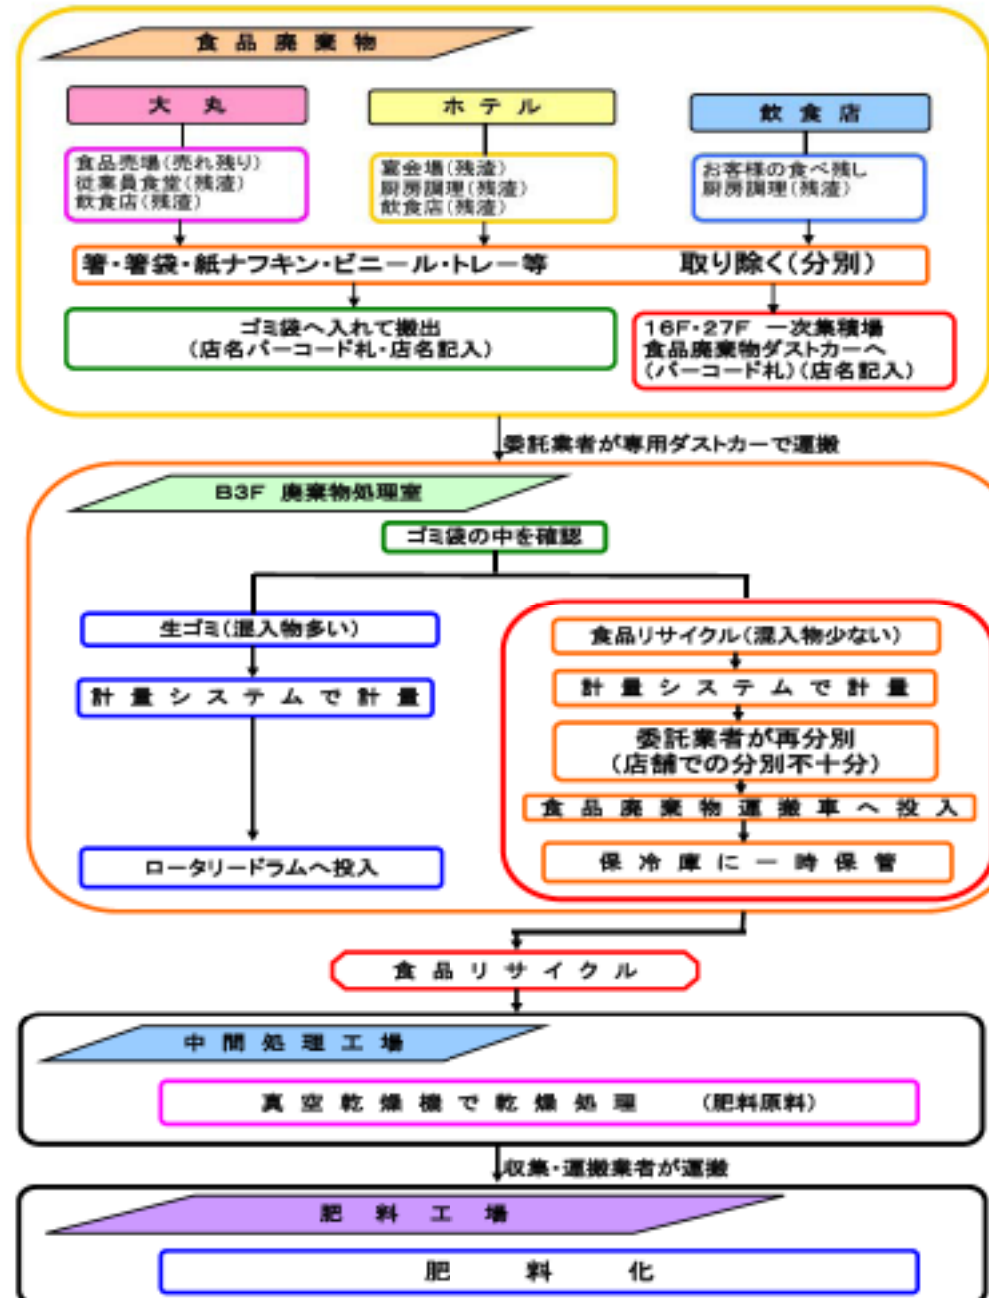 食品廃棄物
大丸
ホテル
飲食店
食品売場(売れ残り)
従業員食堂(残渣)
飲食店(残渣)
宴会場(残渣)
厨房調理(残渣)
飲食店(残渣)
お客様の食べ残し
厨房調理(残渣)
箸・箸袋・紙ナフキン・ビニール・トレー等 取り除く(分別)
ゴミ袋へ入れて搬出
(店名バーコード札・店名記入)
16F・27F 一次集積場
食品廃棄物ダストカーへ
(バーコード札)(店名記入)
委託業者が専用ダストカーで運搬
B3F 廃棄物処理室
ゴミ袋の中を確認
生ゴミ(混入物多い)
計量システムで計量
ロータリードラムへ投入
食品リサイクル(混入物少ない)
計量システムで計量
委託業者が再分別
(店舗での分別不十分)
食品廃棄物運搬車へ投入
保冷庫に一時保管
食品リサイクル
中間処理工場
真空乾燥機で乾燥処理 (肥料原料)
収集・運搬業者が運搬
肥料工場
肥料化